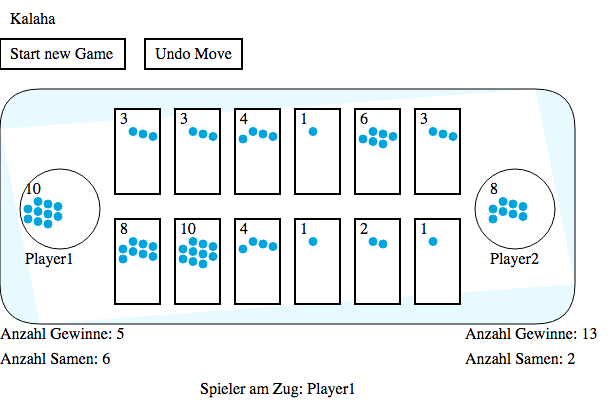 Kalaha
Start new Game Undo Move
3 3 4 1 6 3
10 8
8 10 4 1 2 1
Player1 Player2
Anzahl Gewinne: 5 Anzahl Gewinne: 13
Anzahl Samen: 6 Anzahl Samen: 2
Spieler am Zug: Player1